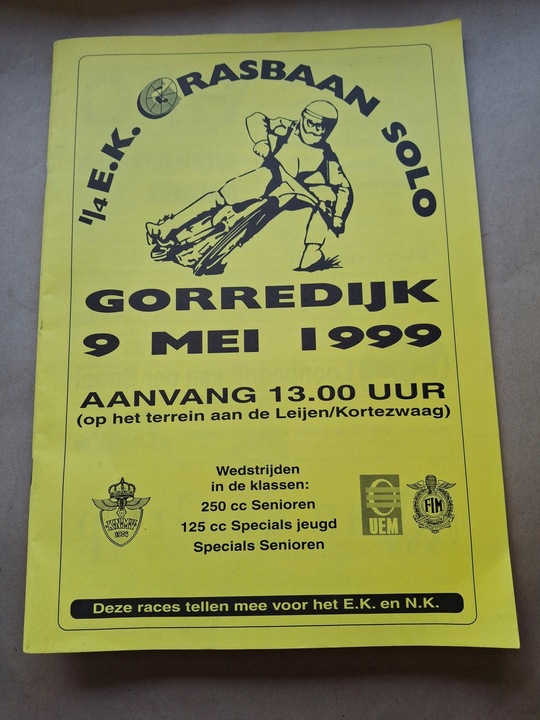 1/4 E.K. GRASBAAN SOLO
GORREDIJK
9 MEI 1999
AANVANG 13.00 UUR
(op het terrein aan de Leijen/Kortezwaag)
Wedstrijden
in de klassen:
250 cc Senioren
125 cc Specials jeugd
Specials Senioren
KNMV
1904
UEM
FIM
Deze races tellen mee voor het E.K. en N.K.